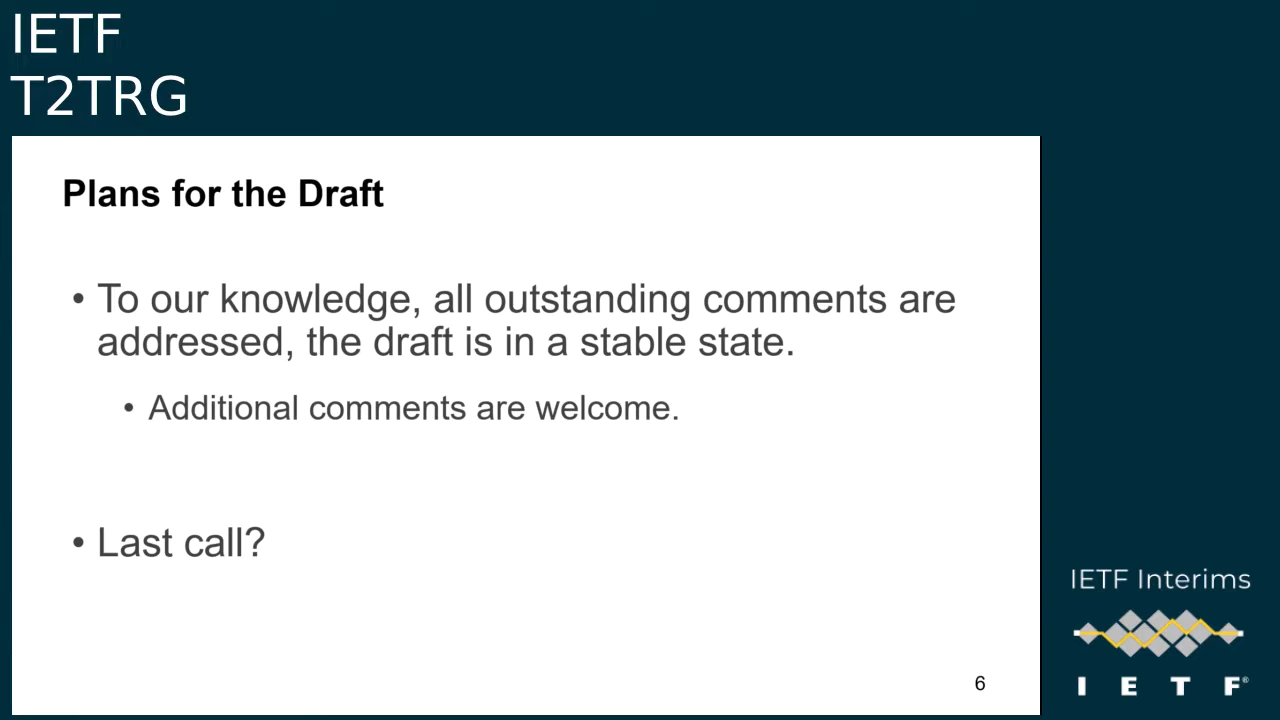 IETF
T2TRG
Plans for the Draft
• To our knowledge, all outstanding comments are
addressed, the draft is in a stable state.
• Additional comments are welcome.
• Last call?
6
IETF Interims
I E T F®